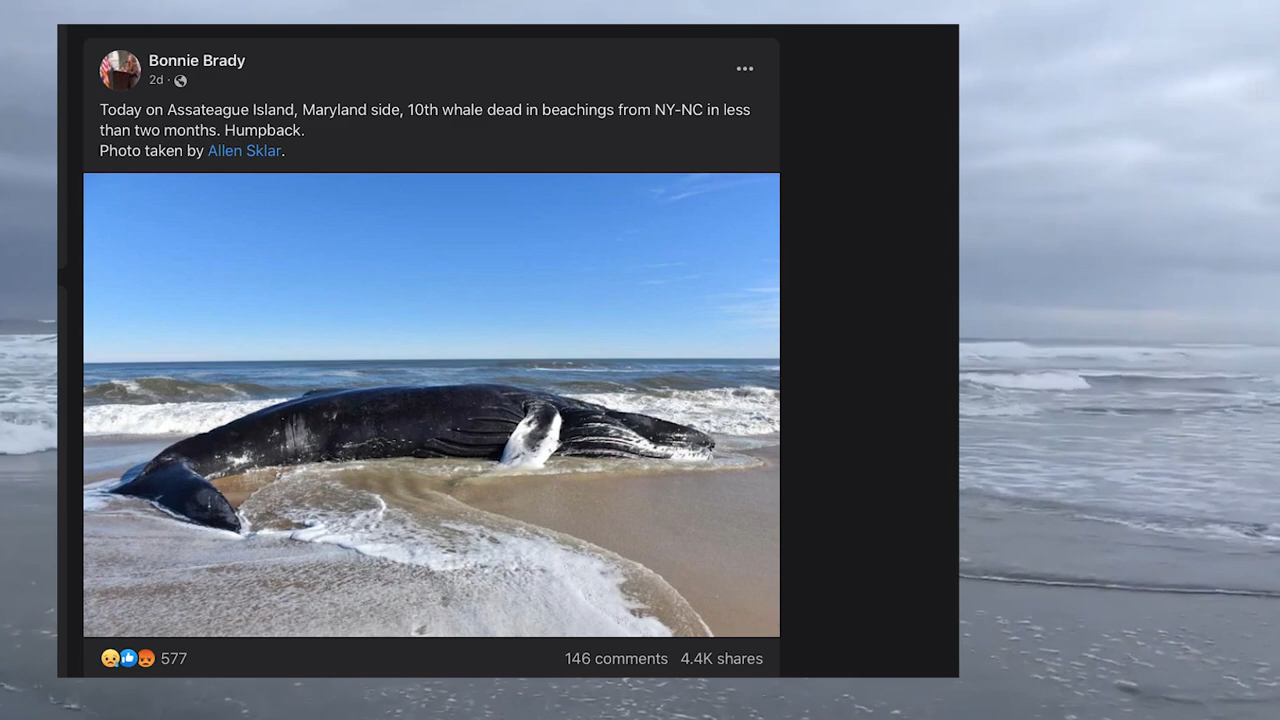 Bonnie Brady
2d ·
Today on Assateague Island, Maryland side, 10th whale dead in beachings from NY-NC in less
than two months. Humpback.
Photo taken by Allen Sklar.
577
146 comments 4.4K shares